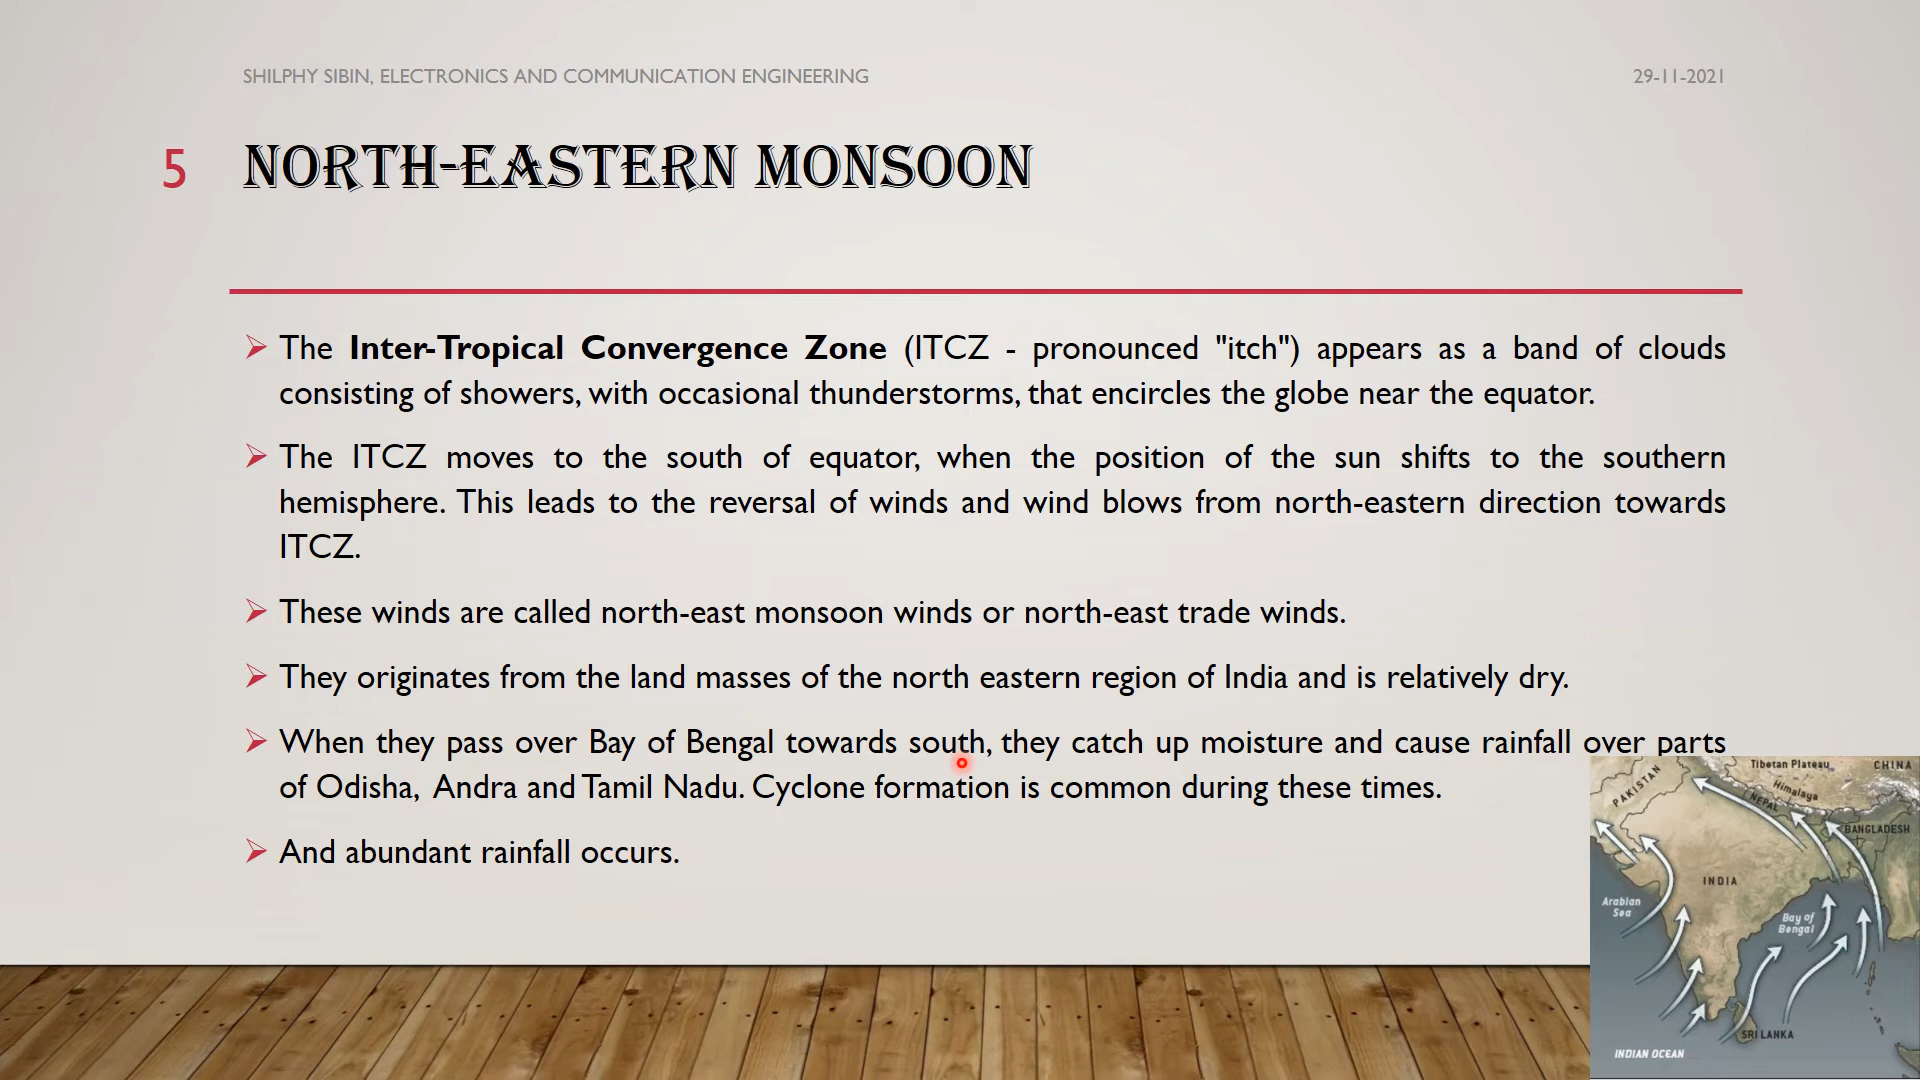 SHILPHY SIBIN, ELECTRONICS AND COMMUNICATION ENGINEERING
29-11-2021
5
NORTH-EASTERN MONSOON
The Inter-Tropical Convergence Zone (ITCZ - pronounced "itch") appears as a band of clouds
consisting of showers, with occasional thunderstorms, that encircles the globe near the equator.
The ITCZ moves to the south of equator, when the position of the sun shifts to the southern
hemisphere. This leads to the reversal of winds and wind blows from north-eastern direction towards
ITCZ.
These winds are called north-east monsoon winds or north-east trade winds.
They originates from the land masses of the north eastern region of India and is relatively dry.
When they pass over Bay of Bengal towards south, they catch up moisture and cause rainfall over parts
of Odisha, Andra and Tamil Nadu. Cyclone formation is common during these times.
And abundant rainfall occurs.
Tibetan Plateau
CHINA
PAKISTAN
Himalaya
NEPAL
BANGLADESH
INDIA
Arabian
Sea
Bay of
Bengal
SRI LANKA
INDIAN OCEAN